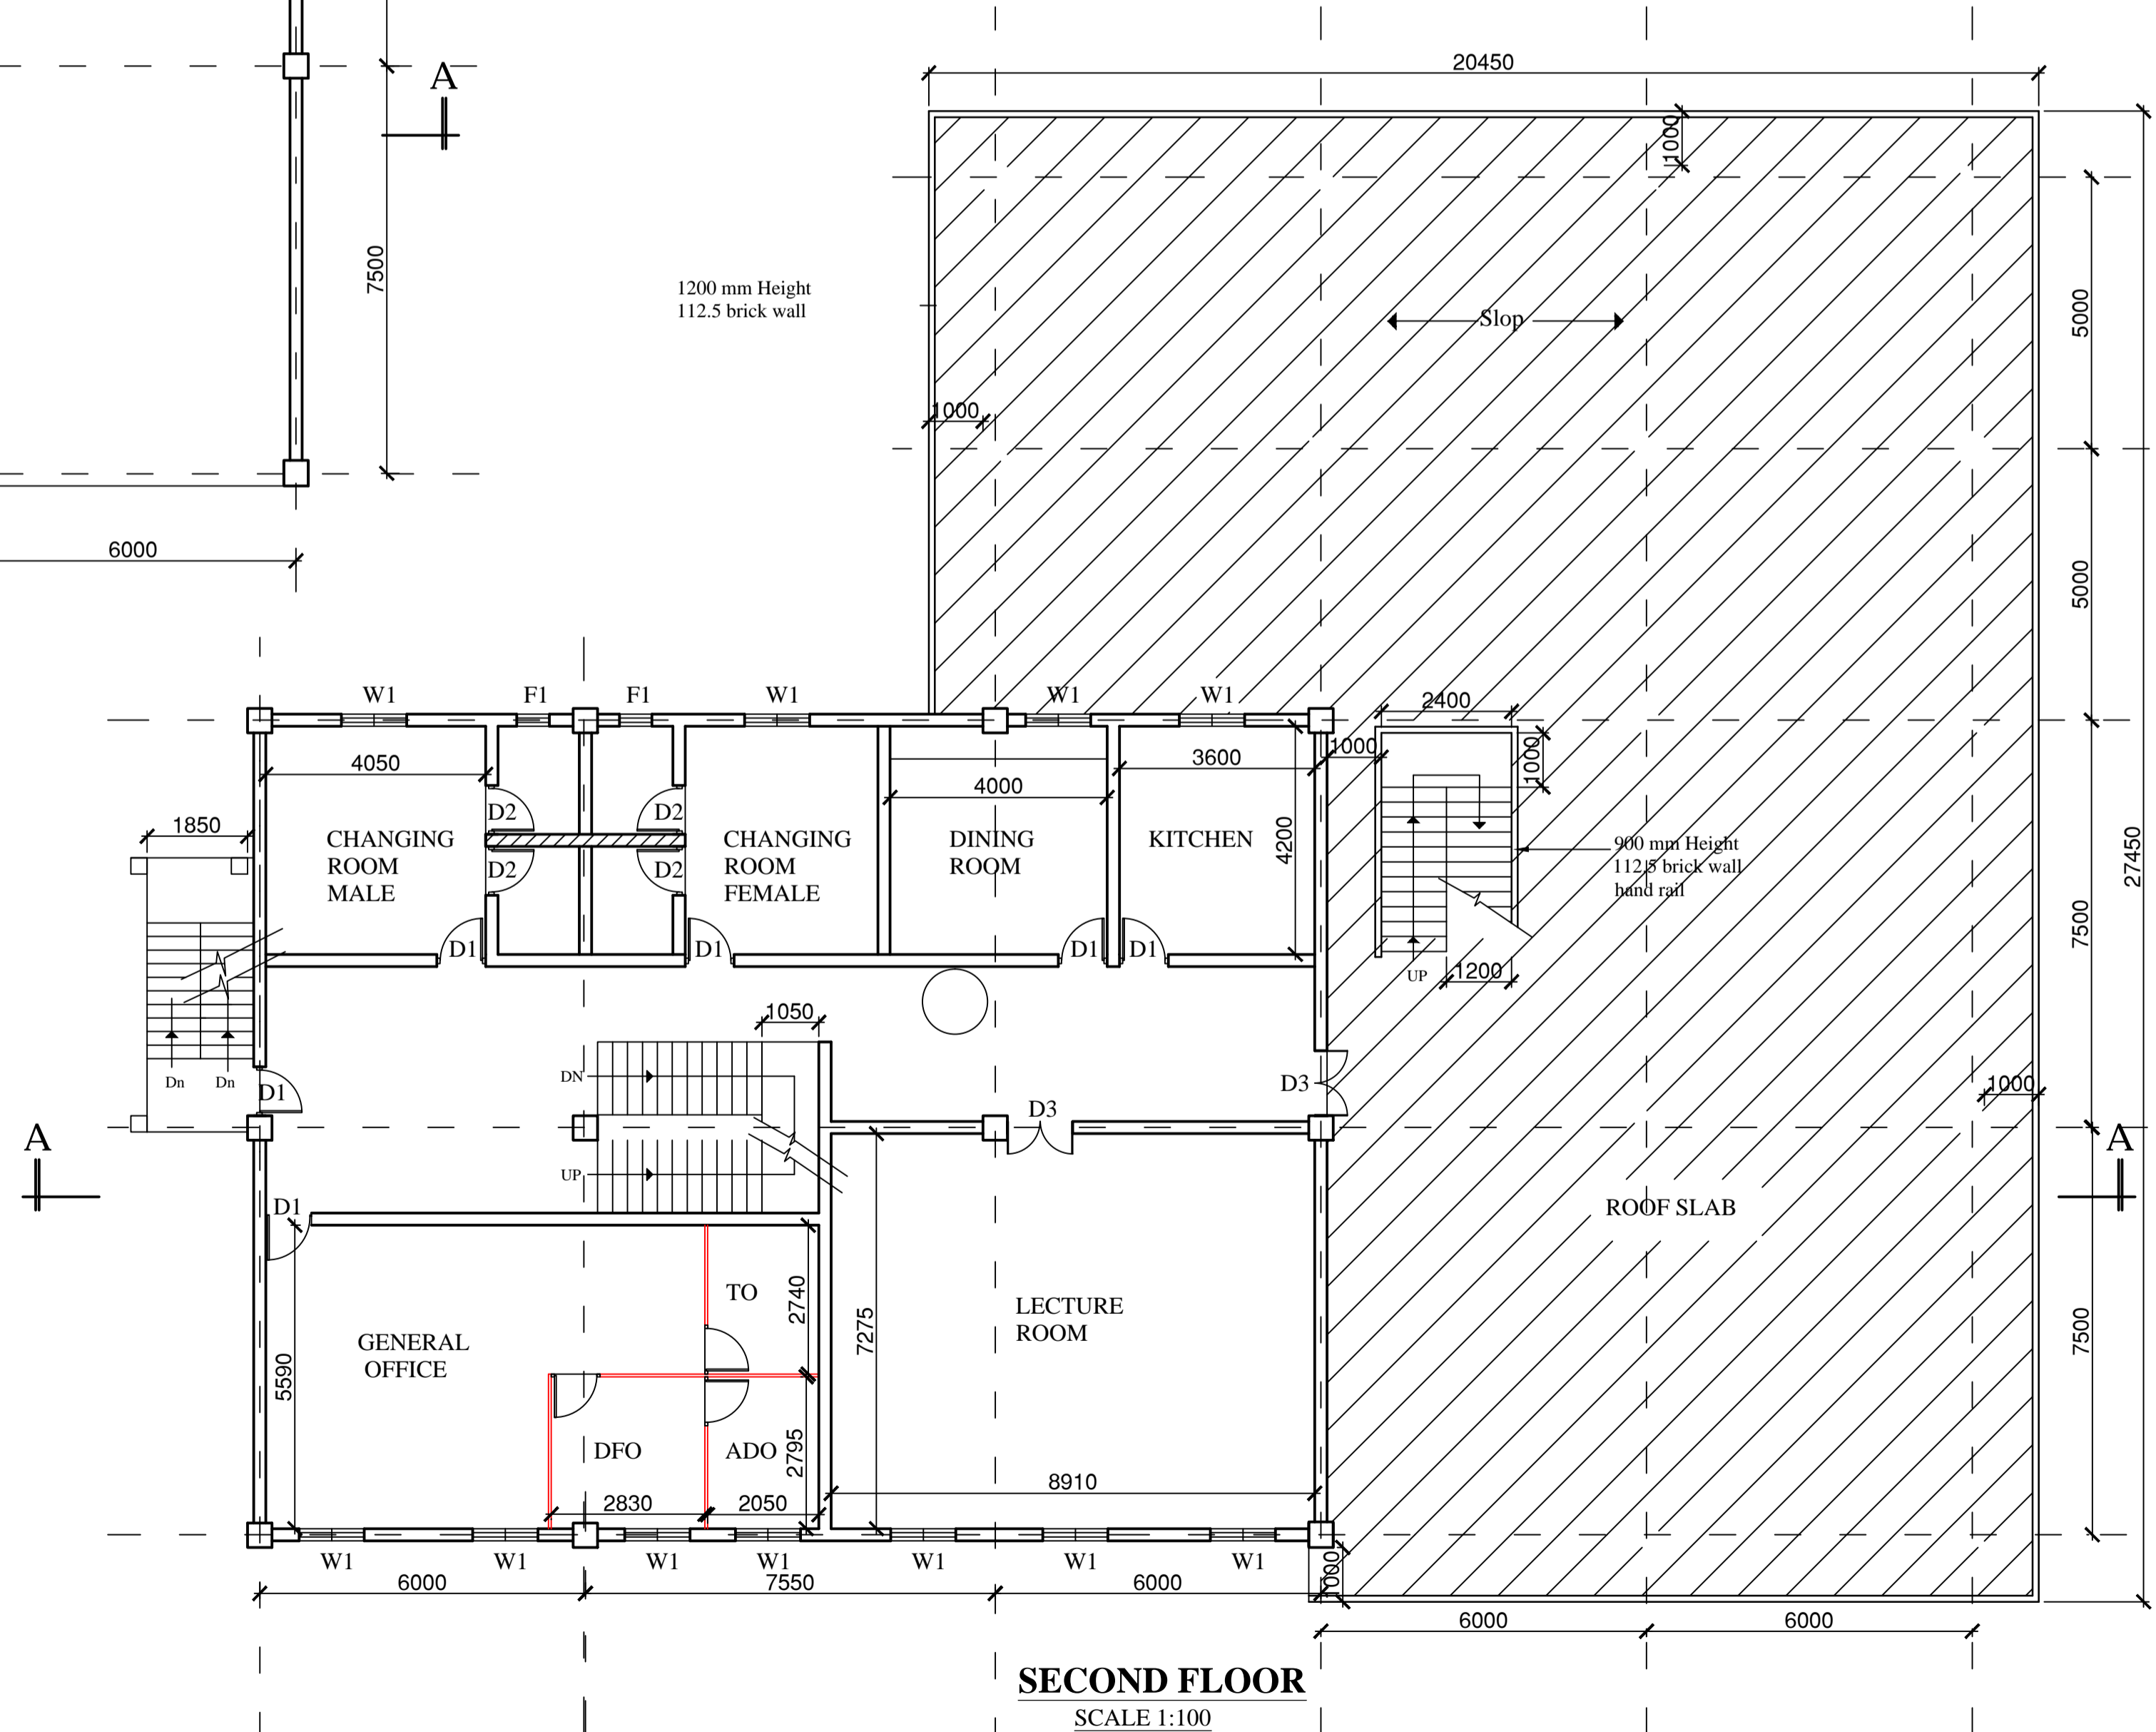 A
20450
1000
7500
1200 mm Height
112.5 brick wall
Slop
5000
1000
6000
5000
W1
F1
F1
W1
W1
W1
2400
4050
1000
3600
1000
4000
1850
D2
D2
CHANGING
ROOM
MALE
CHANGING
ROOM
FEMALE
DINING
ROOM
KITCHEN
4200
900 mm Height
112.5 brick wall
hand rail
27450
D2
D2
7500
D1
D1
D1
D1
UP
1200
1050
Dn
Dn
D1
DN
D3
1000
D3
A
A
UP
D1
ROOF SLAB
TO
2740
7275
LECTURE
ROOM
7500
GENERAL
OFFICE
5590
DFO
ADO
2795
8910
2830
2050
W1
W1
W1
W1
W1
W1
W1
1000
6000
7550
6000
6000
6000
SECOND FLOOR
SCALE 1:100